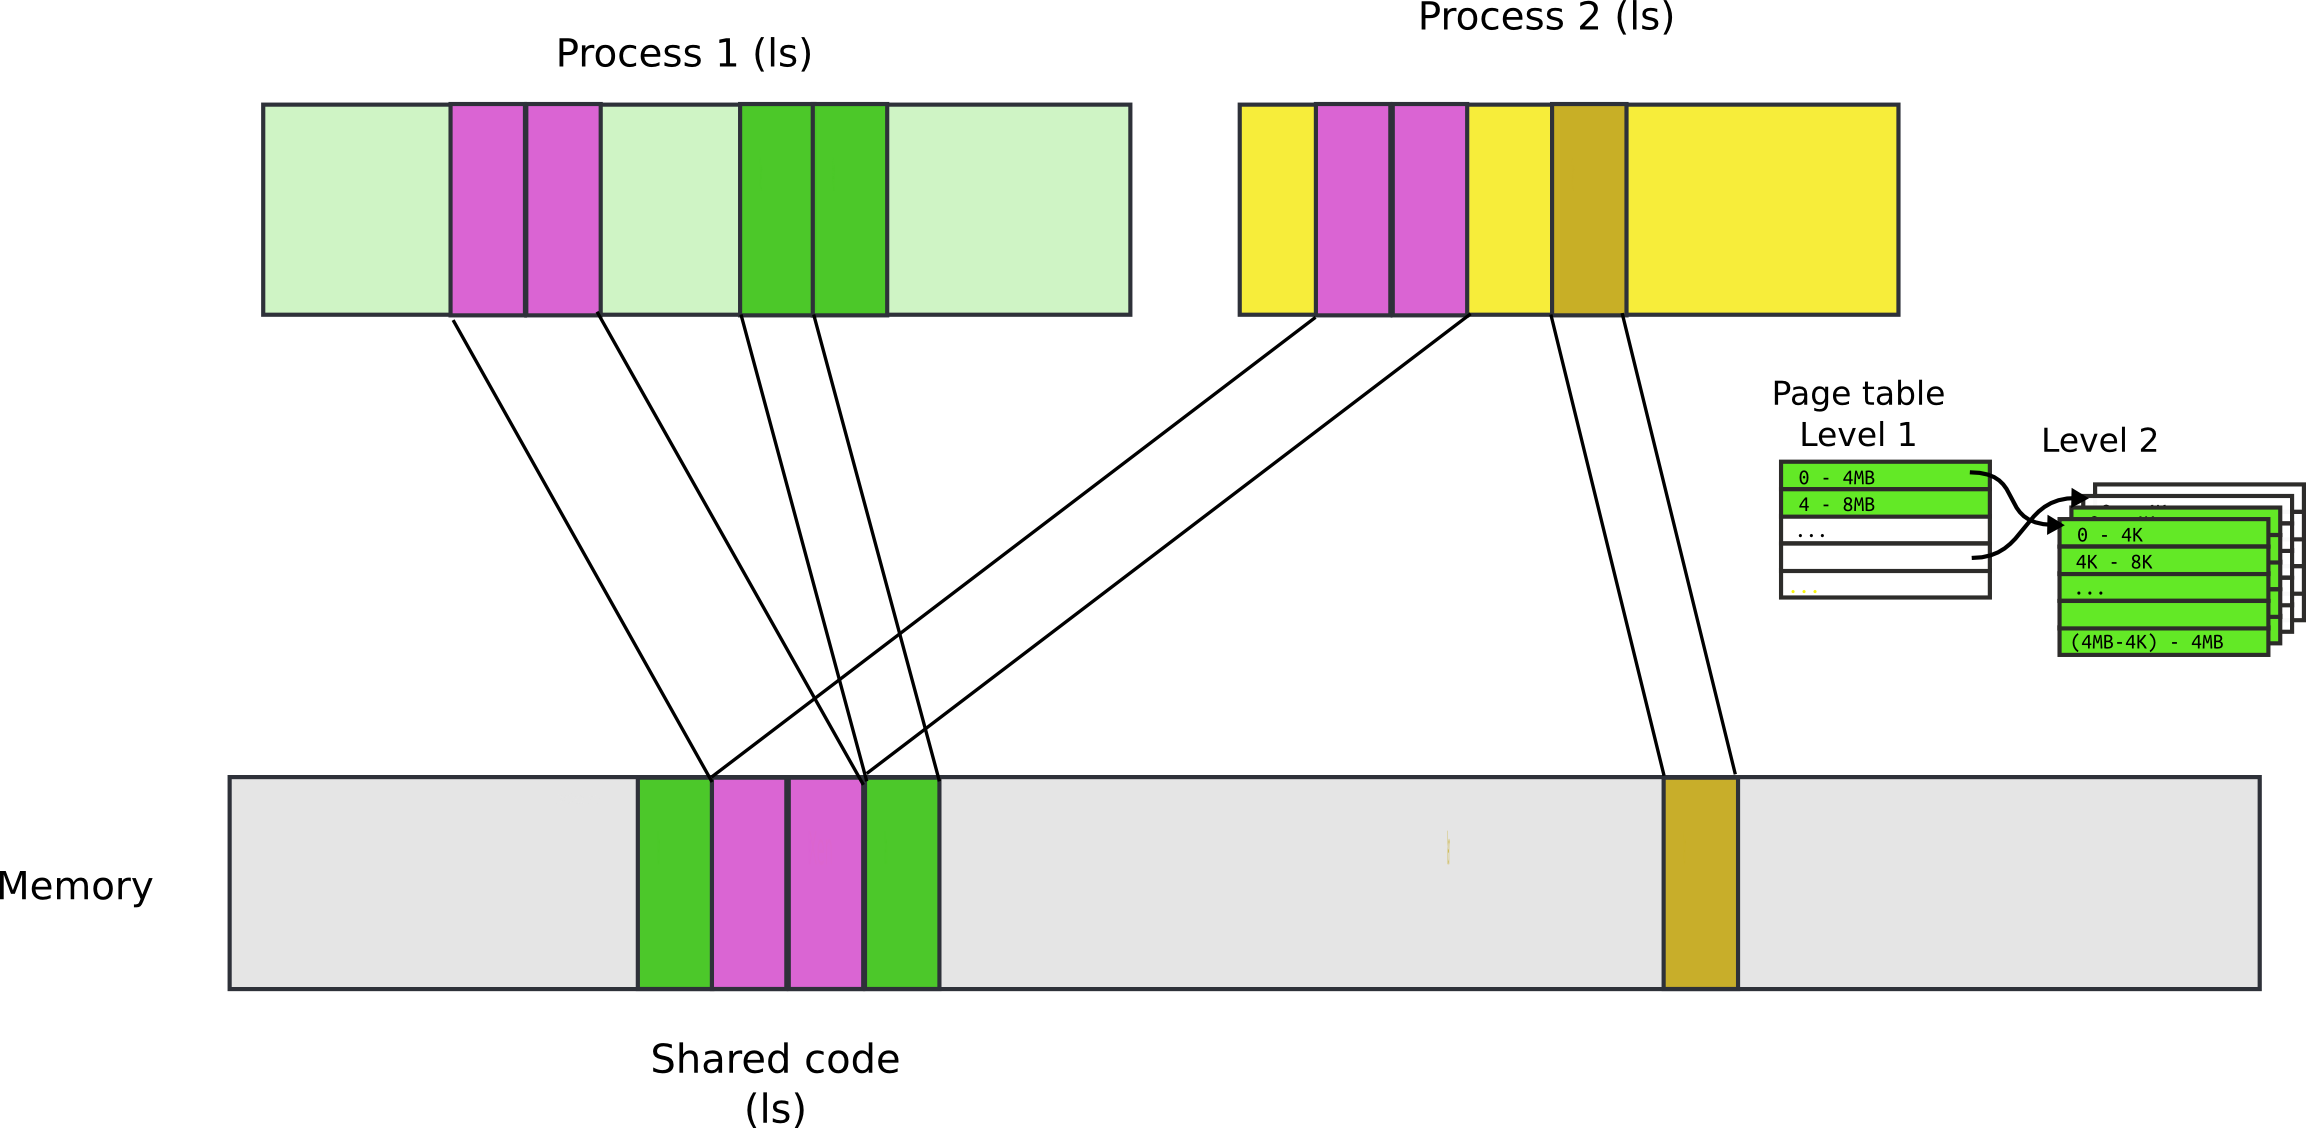 Process 1 (ls)
Process 2 (ls)
Page table
Level 1
Level 2
0 - 4MB
4 - 8MB
...
...
0 - 4K
4K - 8K
...
(4MB-4K) - 4MB
Memory
Shared code
(ls)